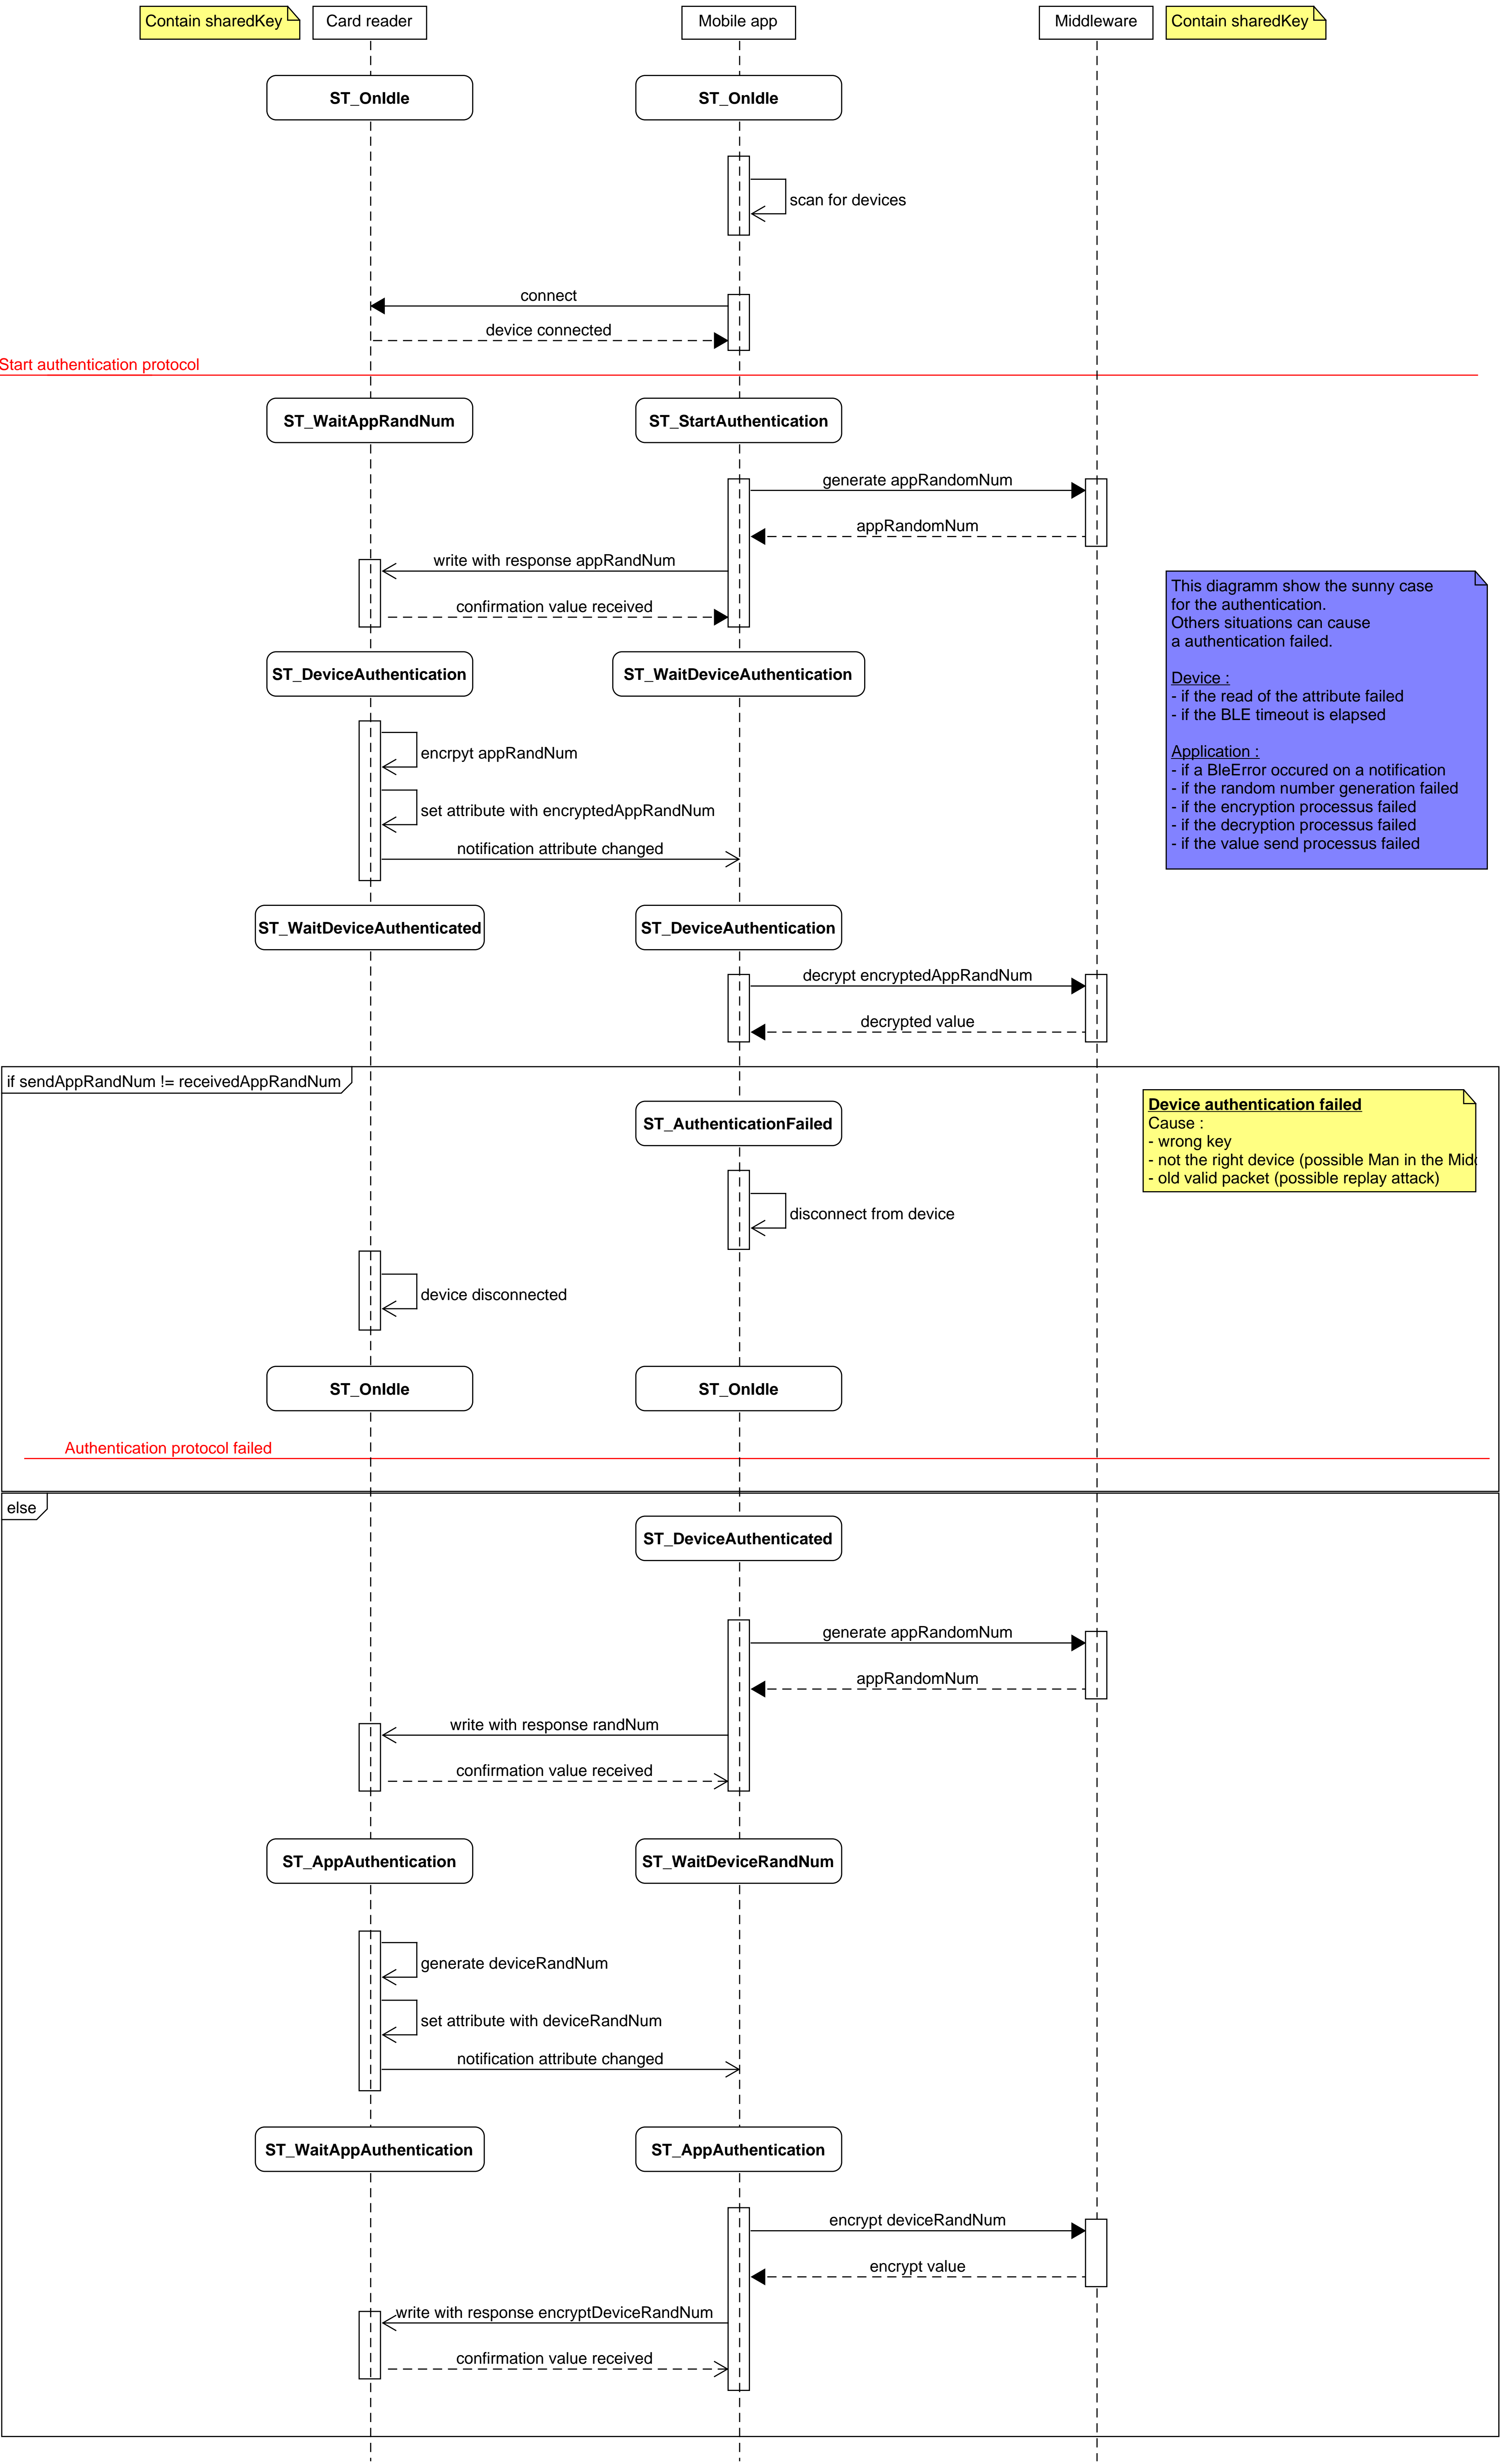 Contain sharedKey
Card reader
Mobile app
Middleware
Contain sharedKey
ST_OnIdle
ST_OnIdle
scan for devices
connect
device connected
Start authentication protocol
ST_WaitAppRandNum
ST_StartAuthentication
generate appRandomNum
appRandomNum
write with response appRandNum
confirmation value received
This diagramm show the sunny case
for the authentication.
Others situations can cause
a authentication failed.
Device :
- if the read of the attribute failed
- if the BLE timeout is elapsed
Application :
- if a BleError occured on a notification
- if the random number generation failed
- if the encryption processus failed
- if the decryption processus failed
- if the value send processus failed
ST_DeviceAuthentication
ST_WaitDeviceAuthentication
encrpyt appRandNum
set attribute with encryptedAppRandNum
notification attribute changed
ST_WaitDeviceAuthenticated
ST_DeviceAuthentication
decrypt encryptedAppRandNum
decrypted value
if sendAppRandNum != receivedAppRandNum
Device authentication failed
Cause :
- wrong key
- not the right device (possible Man in the
- old valid packet (possible replay attack)
ST_AuthenticationFailed
disconnect from device
device disconnected
ST_OnIdle
ST_OnIdle
Authentication protocol failed
else
ST_DeviceAuthenticated
generate appRandomNum
appRandomNum
write with response randNum
confirmation value received
ST_AppAuthentication
ST_WaitDeviceRandNum
generate deviceRandNum
set attribute with deviceRandNum
notification attribute changed
ST_WaitAppAuthentication
ST_AppAuthentication
encrypt deviceRandNum
encrypt value
write with response encryptDeviceRandNum
confirmation value received